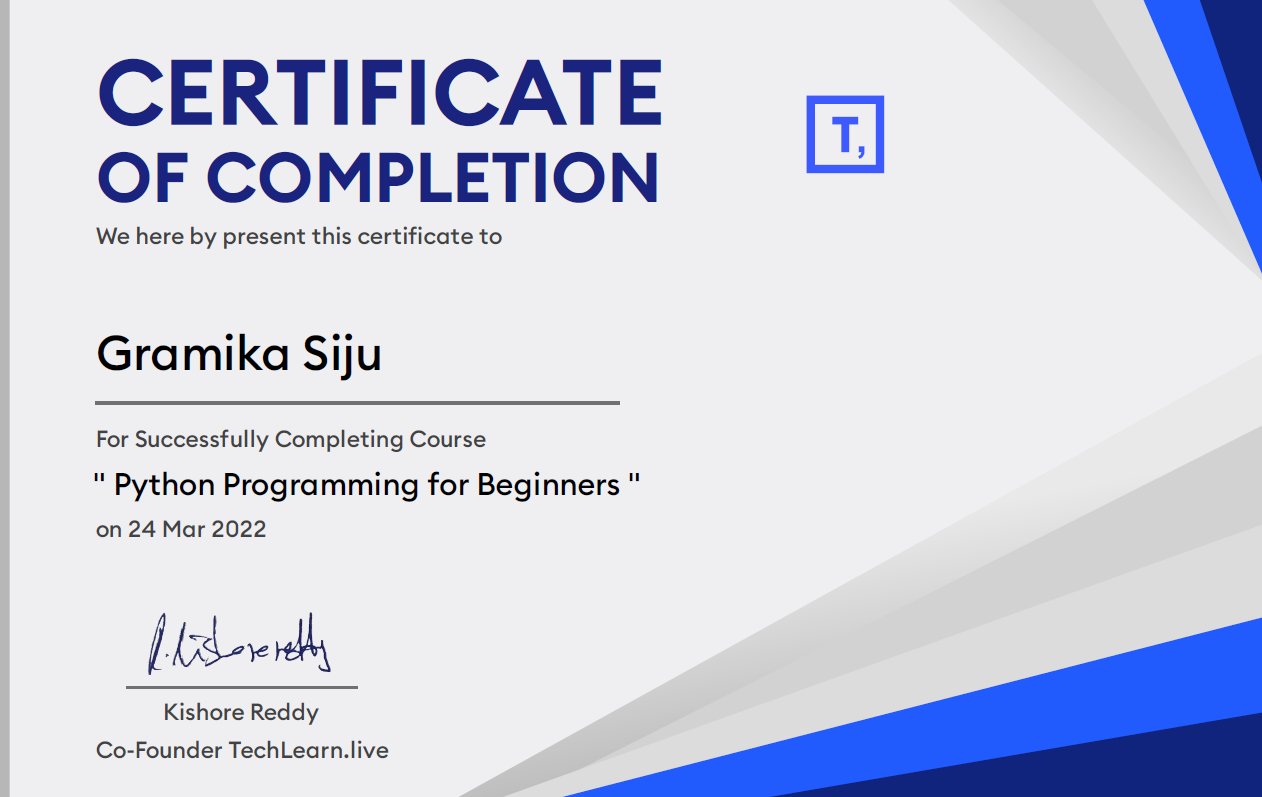 CERTIFICATE
OF COMPLETION
T,
We here by present this certificate to
Gramika Siju
For Successfully Completing Course
" Python Programming for Beginners "
on 24 Mar 2022
R.Kishorereddy
Kishore Reddy
Co-Founder TechLearn.live